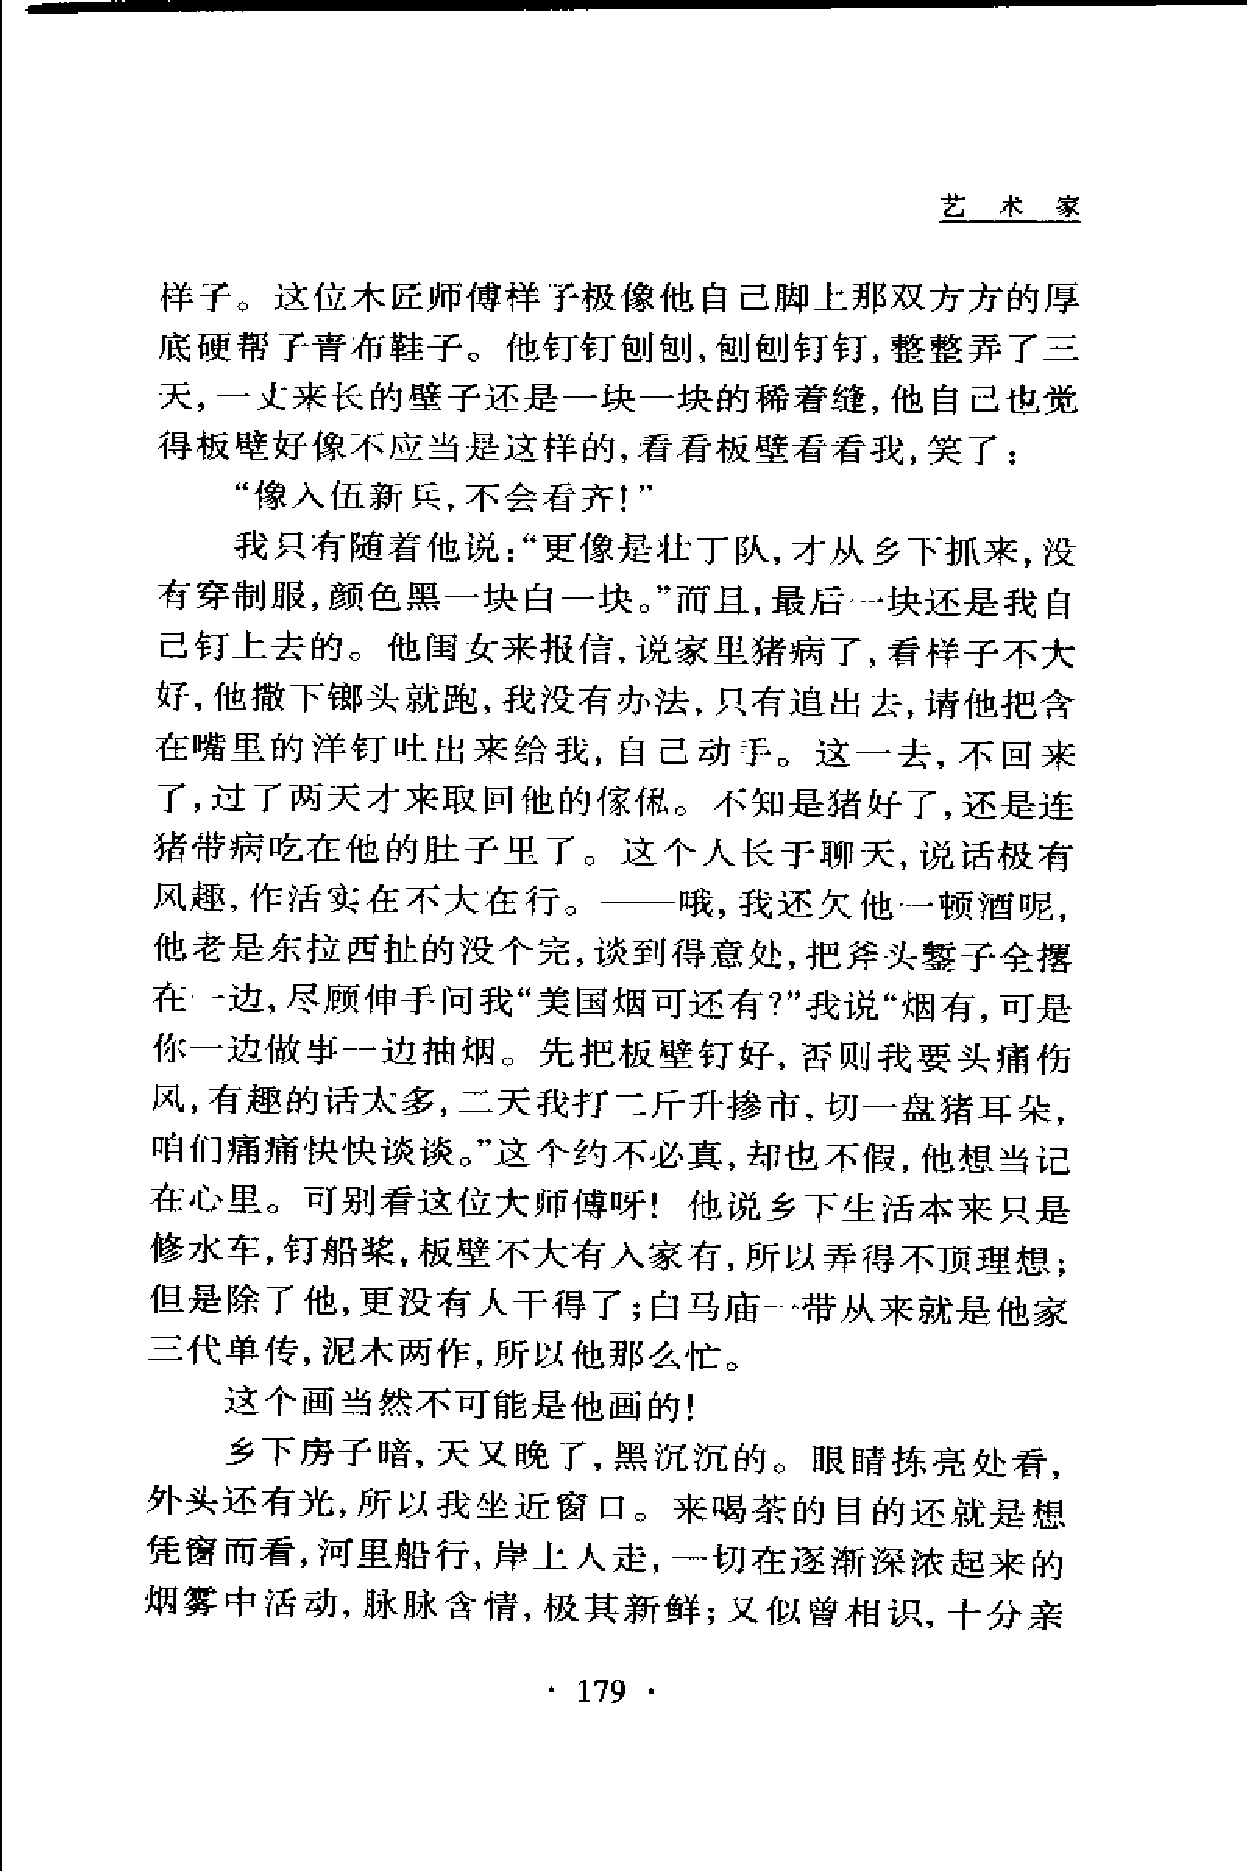 艺 术 家
样子。这位木匠师傅样子极像他自己脚上那双方方的厚
底硬帮子青布鞋子。他钉钉刨刨,刨刨钉钉,整整弄了三
天,一丈来长的壁子还是一块一块的稀着缝,他自己也觉
得板壁好像不应当是这样的,看看板壁看看我,笑了:
“像入伍新兵,不会看齐!”
我只有随着他说:“更像是壮丁队,才从乡下抓来,没
有穿制服,颜色黑一块白一块。”而且,最后一块还是我自
己钉上去的。他闺女来报信,说家里猪病了,看样子不大
好,他撒下镅头就跑,我没有办法,只有追出去,请他把含
在嘴里的洋钉吐出来给我,自己动手。这一去,不回来
了,过了两天才来取回他的傢俬。不知是猪好了,还是连
猪带病吃在他的肚子里了。这个人长于聊天,说话极有
风趣,作活实在不大在行。——哦,我还欠他一顿酒呢,
他老是东拉西扯的没个完,谈到得意处,把斧头錾子全撂
在一边,尽顾伸手问我“美国烟可还有?”我说“烟有,可是
你一边做事一边抽烟。先把板壁钉好,否则我要头痛伤
风,有趣的话太多,二天我打二斤升掺市,切一盘猪耳朵,
咱们痛痛快快谈谈。”这个约不必真,却也不假,他想当记
在心里。可别看这位大师傅呀!他说乡下生活本来只是
修水车,钉船桨,板壁不大有人家有,所以弄得不顶理想;
但是除了他,更没有人干得了;白马庙一带从来就是他家
三代单传,泥木两作,所以他那么忙。
这个画当然不可能是他画的!
乡下房子暗,天又晚了,黑沉沉的。眼睛拣亮处看,
外头还有光,所以我坐近窗口。来喝茶的目的还就是想
凭窗而看,河里船行,岸上人走,一切在逐渐深浓起来的
烟雾中活动,脉脉含情,极其新鲜;又似曾相识,十分亲
· 179 ·